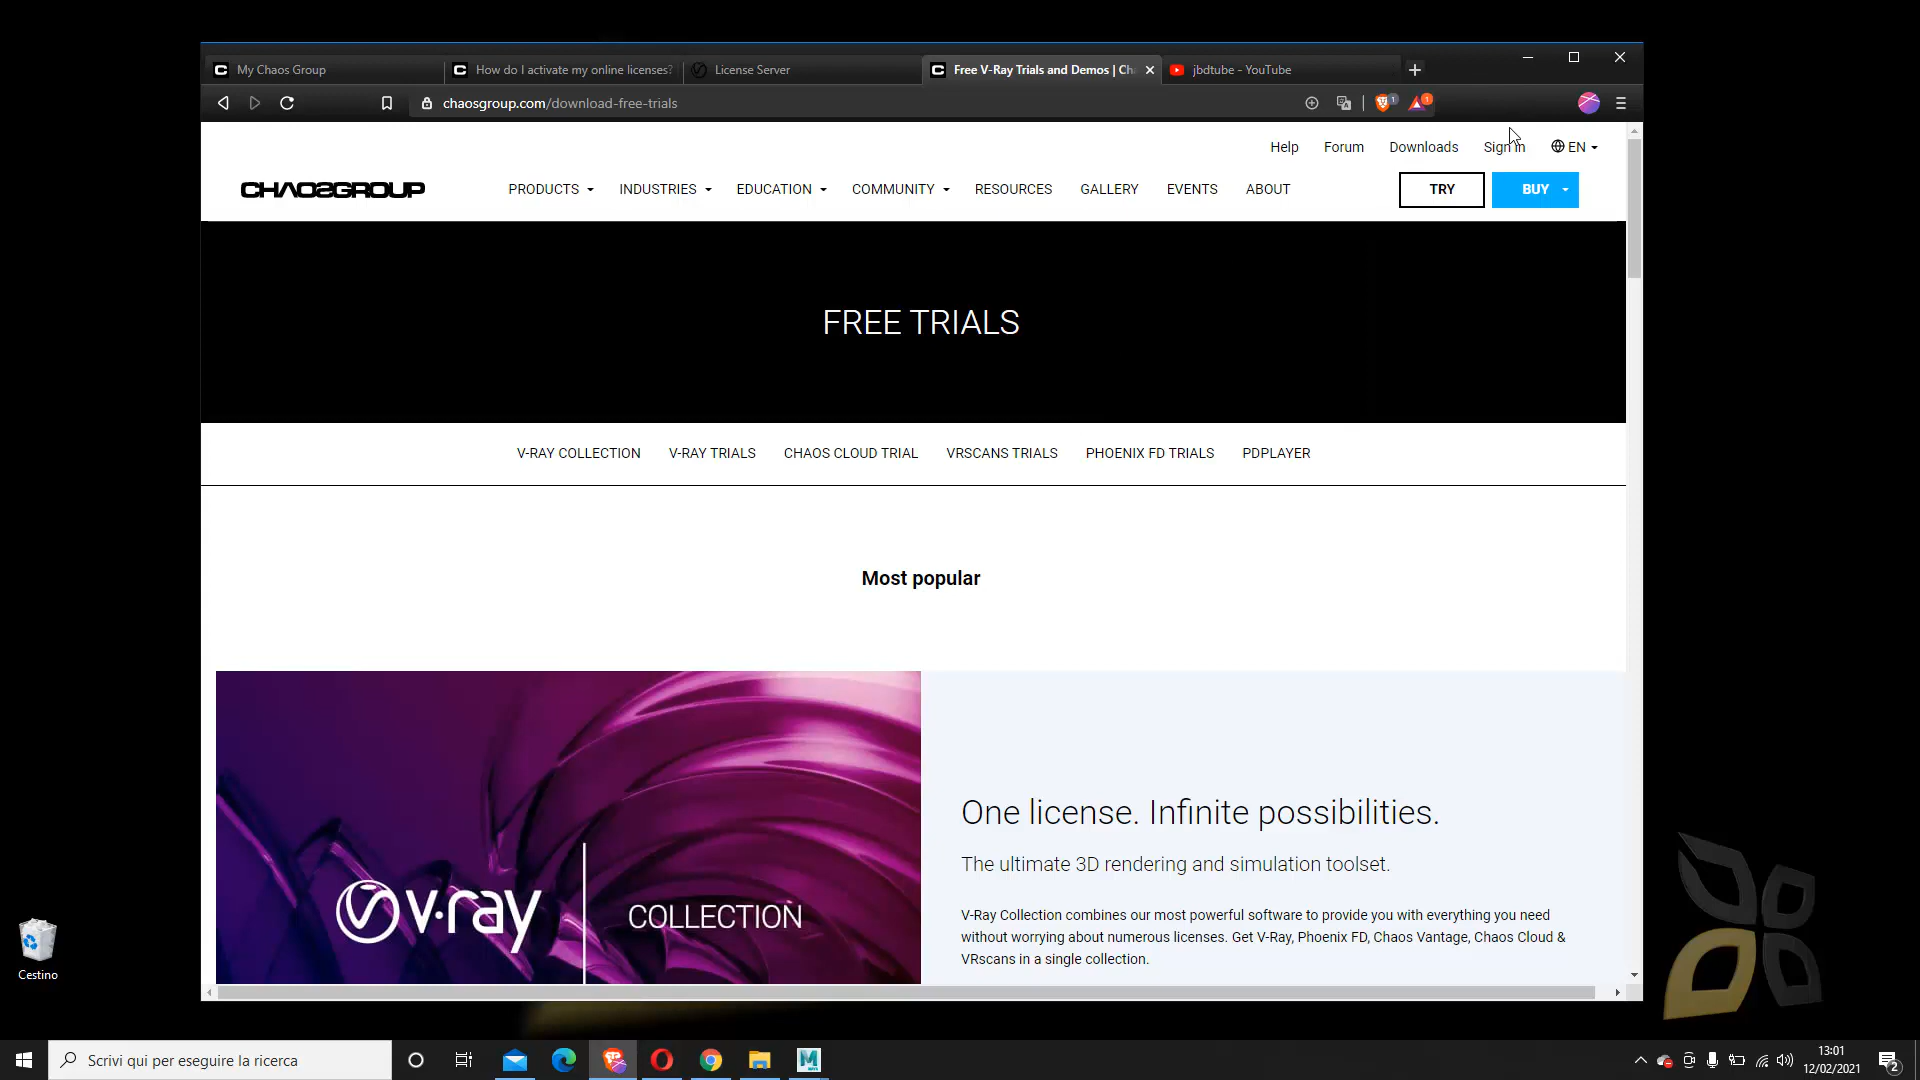 My Chaos Group
How do I activate my online licenses?
License Server
Free V-Ray Trials and Demos | Ch
jbdtube - YouTube
chaosgroup.com/download-free-trials
1
1
Help
Forum
Downloads
Sign in
EN
CHAOSGROUP
PRODUCTS
INDUSTRIES
EDUCATION
COMMUNITY
RESOURCES
GALLERY
EVENTS
ABOUT
TRY
BUY
FREE TRIALS
V-RAY COLLECTION
V-RAY TRIALS
CHAOS CLOUD TRIAL
VRSCANS TRIALS
PHOENIX FD TRIALS
PDPLAYER
Most popular
v·ray
COLLECTION
One license. Infinite possibilities.
The ultimate 3D rendering and simulation toolset.
V-Ray Collection combines our most powerful software to provide you with everything you need
without worrying about numerous licenses. Get V-Ray, Phoenix FD, Chaos Vantage, Chaos Cloud &
VRscans in a single collection.
Cestino
Scrivi qui per eseguire la ricerca
M
13:01
12/02/2021
2